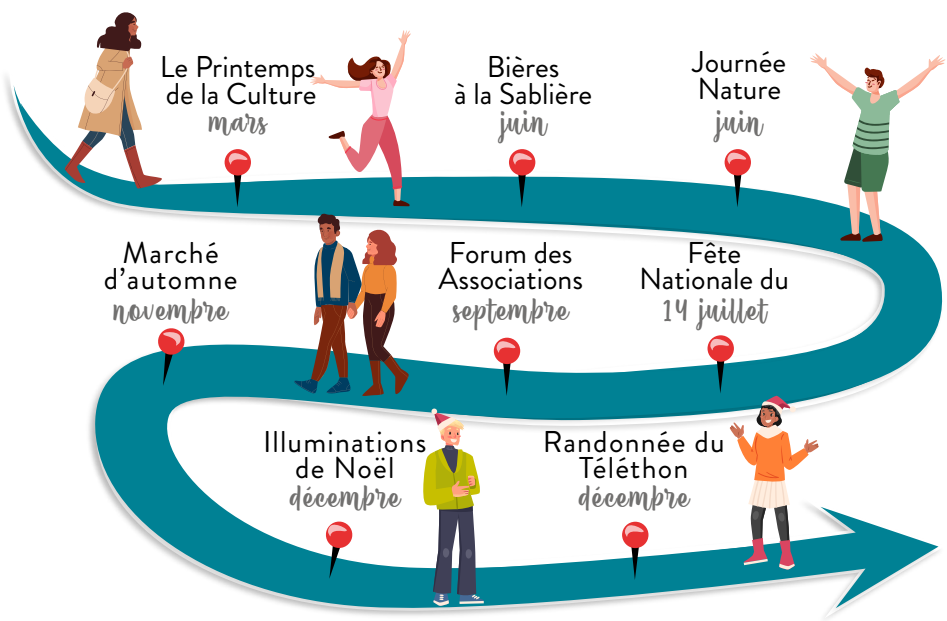 Le Printemps
de la Culture
mars
Bières
à la Sablière
juin
Journée
Nature
juin
Fête
Nationale du
14 juillet
Forum des
Associations
septembre
Marché
d'automne
novembre
Illuminations
de Noël
décembre
Randonnée du
Téléthon
décembre